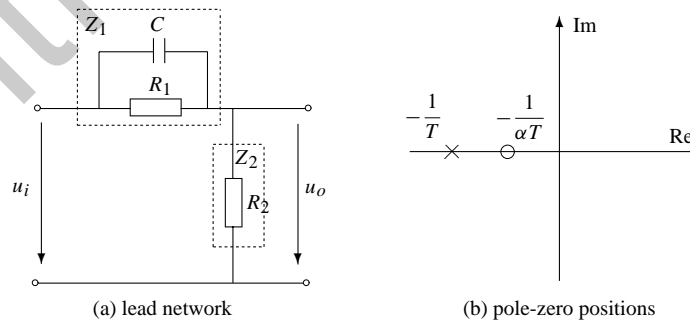 Z₁
C
R₁
Z₂
R₂
uᵢ
uₒ
(a) lead network
Im
Re
−1/T
−1/αT
(b) pole-zero positions